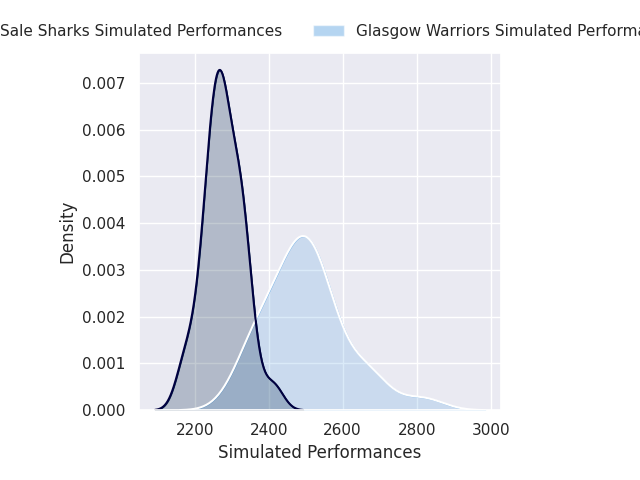 Sale Sharks Simulated Performances
Glasgow Warriors Simulated
0.007
0.006
0.005
0.004
0.003
0.002
0.001
0.000
Density
2200 2400 2600 2800 3000
Simulated Performances